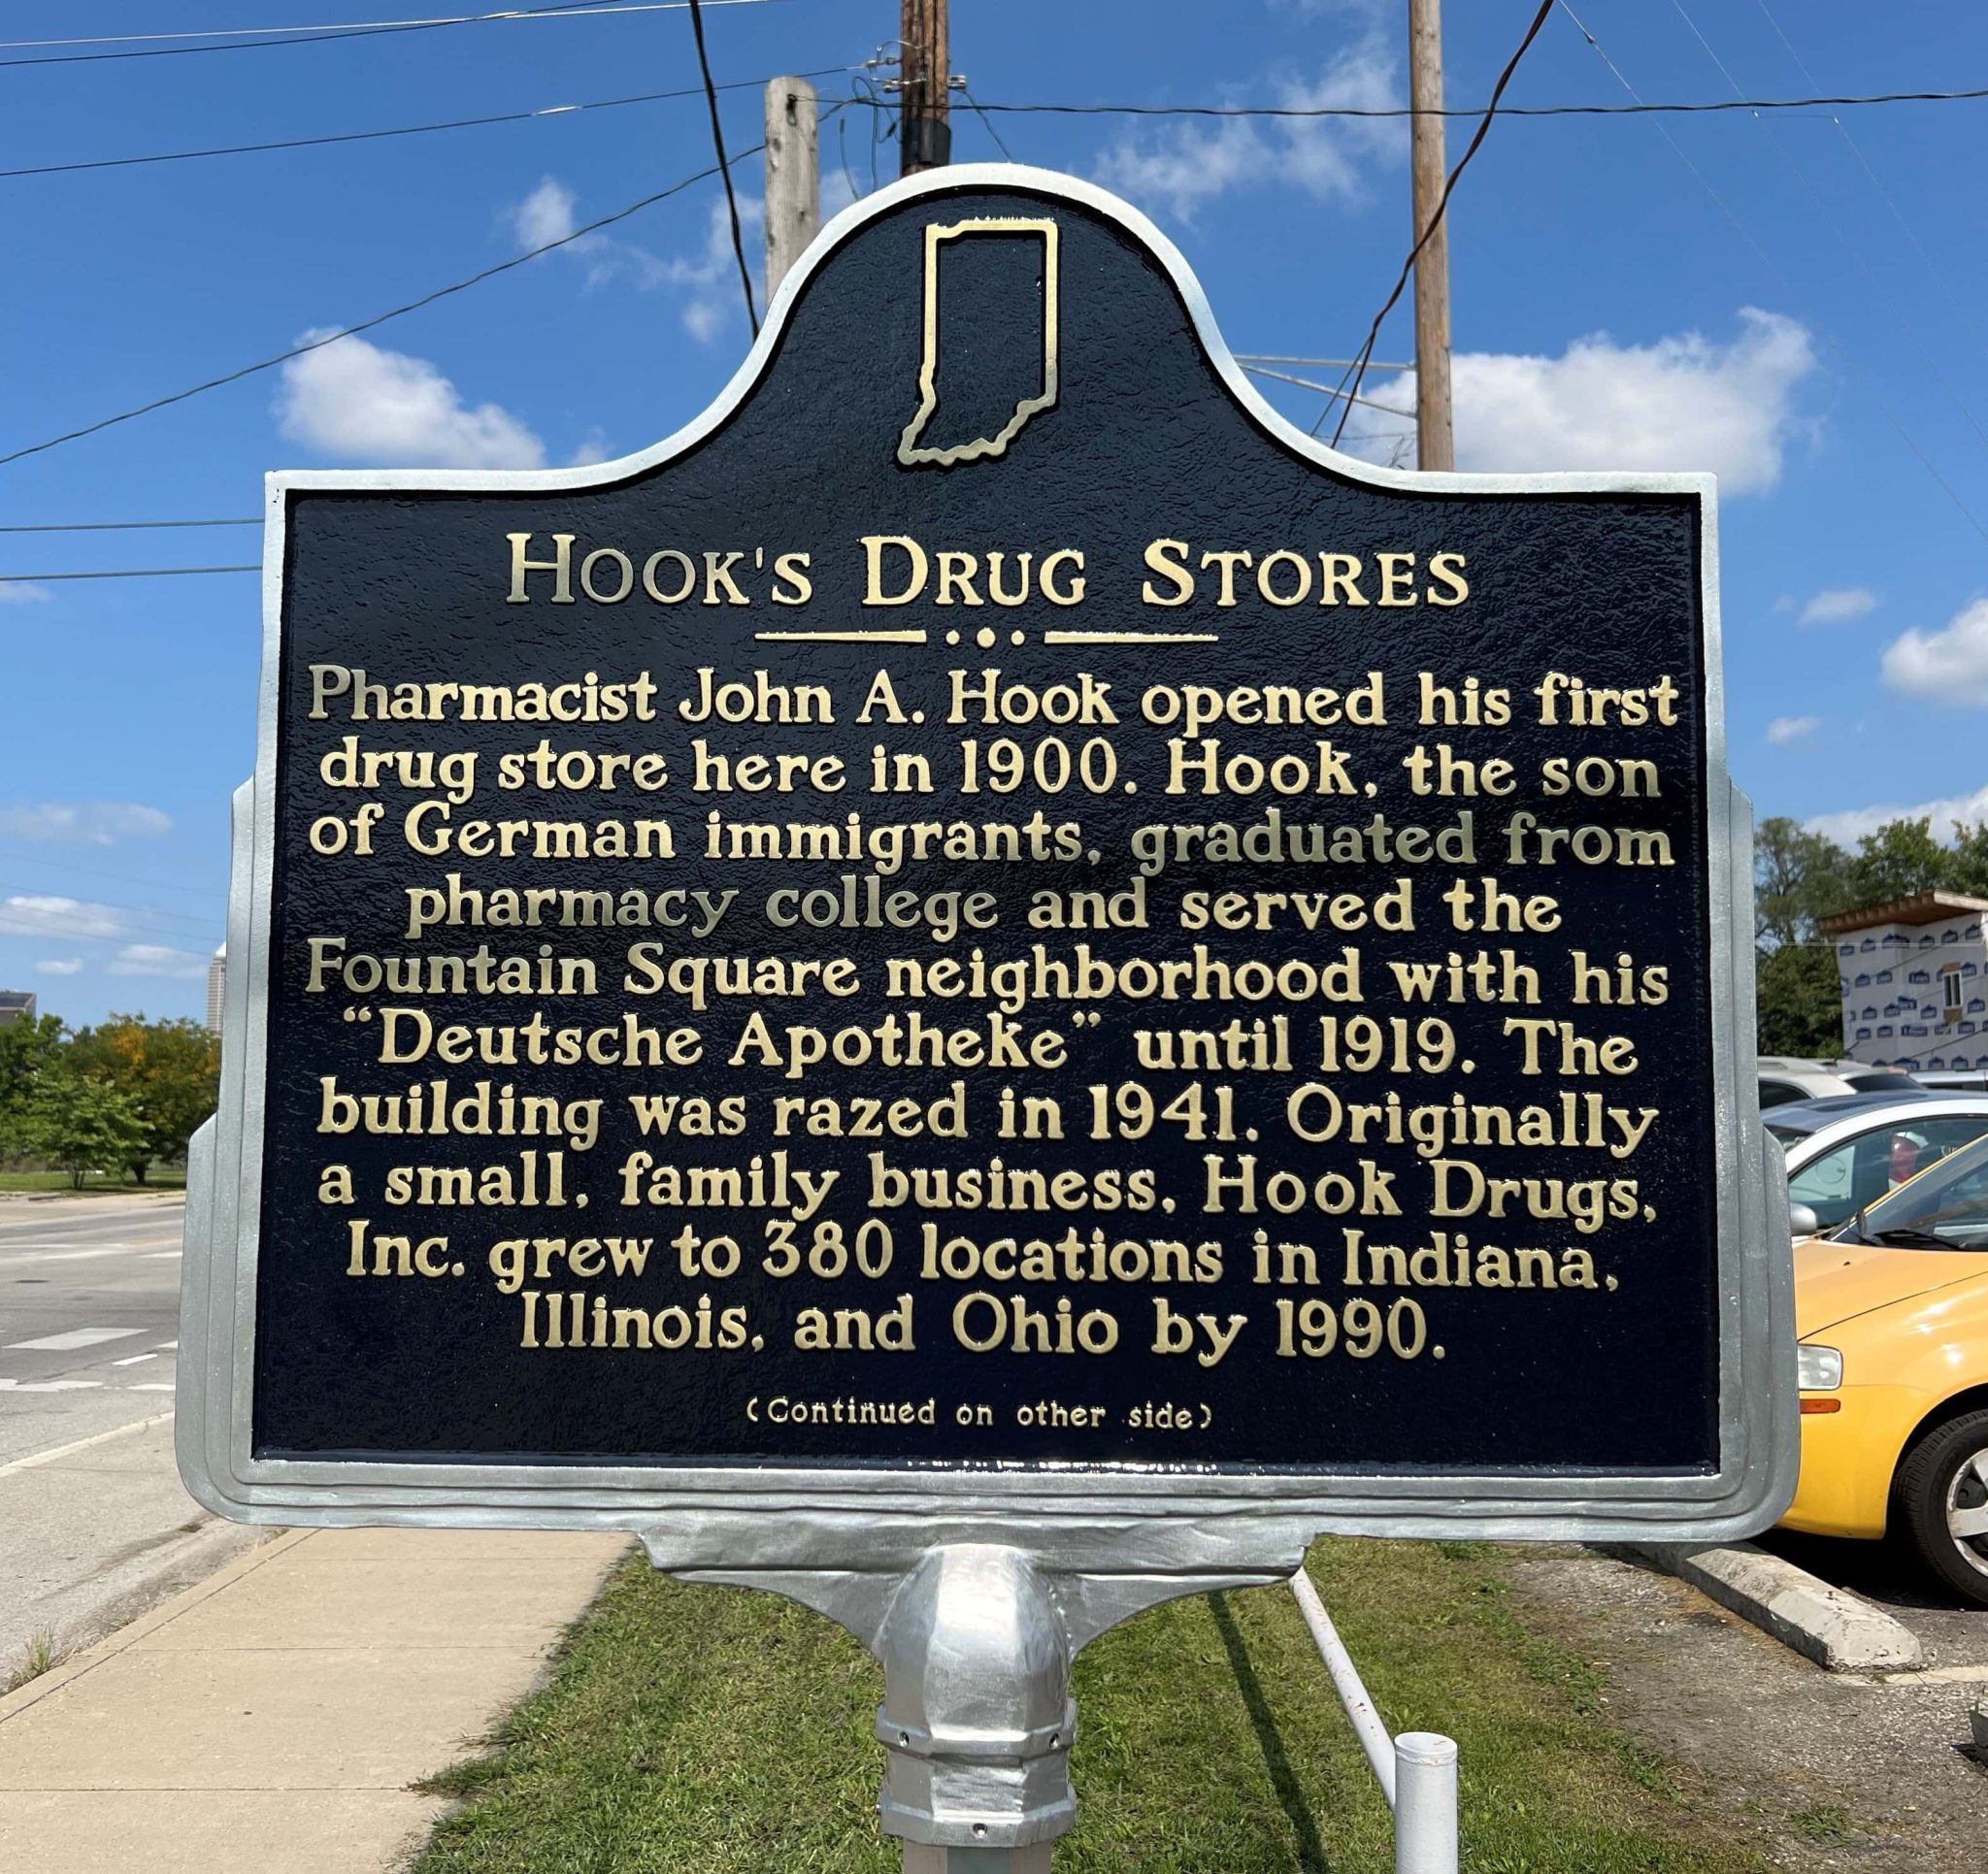 HOOK'S DRUG STORES
Pharmacist John A. Hook opened his first
drug store here in 1900. Hook, the son
of German immigrants, graduated from
pharmacy college and served the
Fountain Square neighborhood with his
“Deutsche Apotheke” until 1919. The
building was razed in 1941. Originally
a small, family business, Hook Drugs,
Inc. grew to 380 locations in Indiana,
Illinois, and Ohio by 1990.
(Continued on other side)